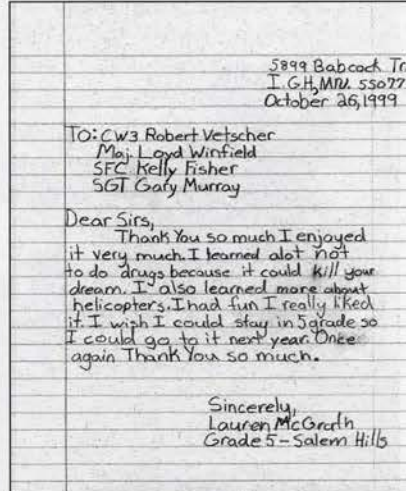 5899 Babcock Tr.
I.G.H, MN. 55077
October 26, 1999
TO: CW3 Robert Vetscher
Maj. Loyd Winfield
SFC Kelly Fisher
SGT Gary Murray
Dear Sirs,
Thank You so much I enjoyed
it very much. I learned alot not
to do drugs because it could kill your
dream. I also learned more about
helicopters. I had fun I really liked
it. I wish I could stay in 5 grade so
I could go to it next year. Once
again Thank You so much.
Sincerely,
Lauren McGrath
Grade 5 - Salem Hills